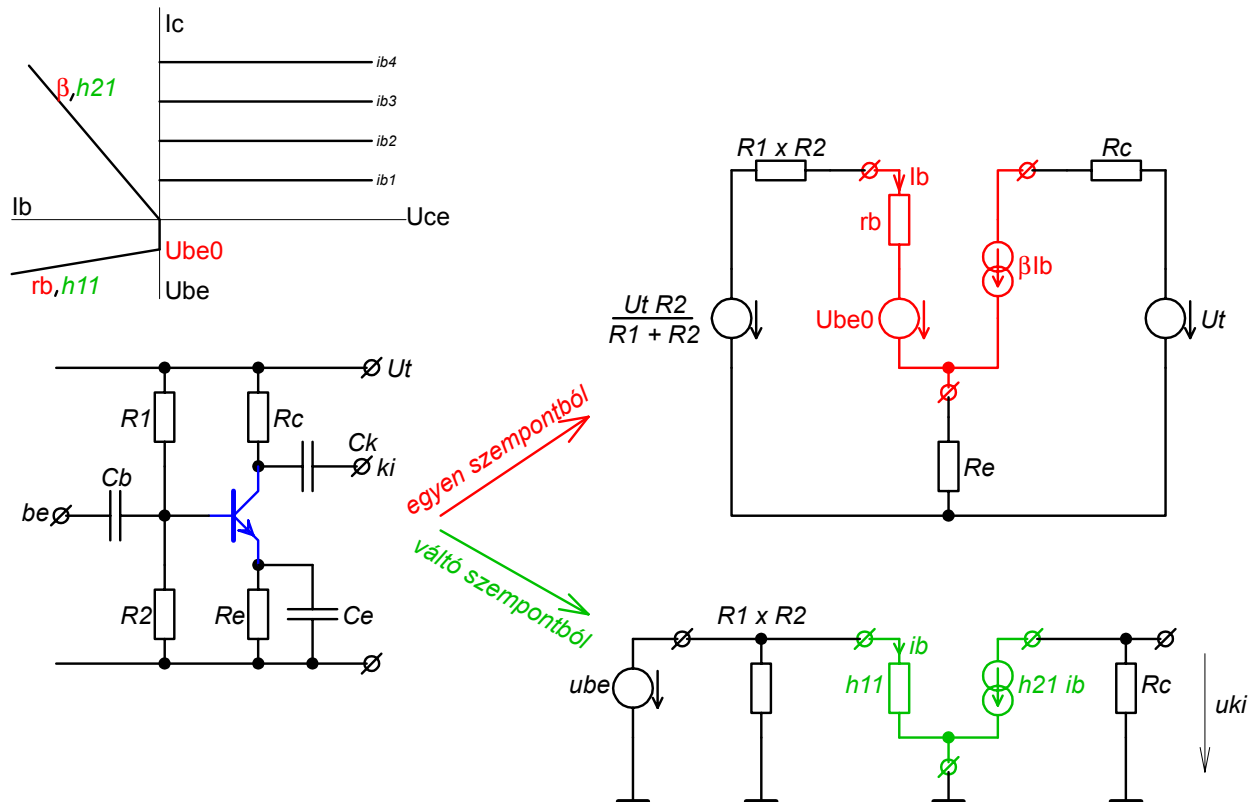 Ic
ib4
β,h21
ib3
ib2
ib1
Ib
Uce
Ube0
rb,h11
Ube
R1 x R2
Rc
Ib
rb
βIb
Ut R2
R1 + R2
Ube0
Ut
Re
Ut
R1
Rc
Ck
ki
Cb
be
R2
Re
Ce
egyen szempontból
váltó szempontból
R1 x R2
ib
ube
h11
h21 ib
Rc
uki